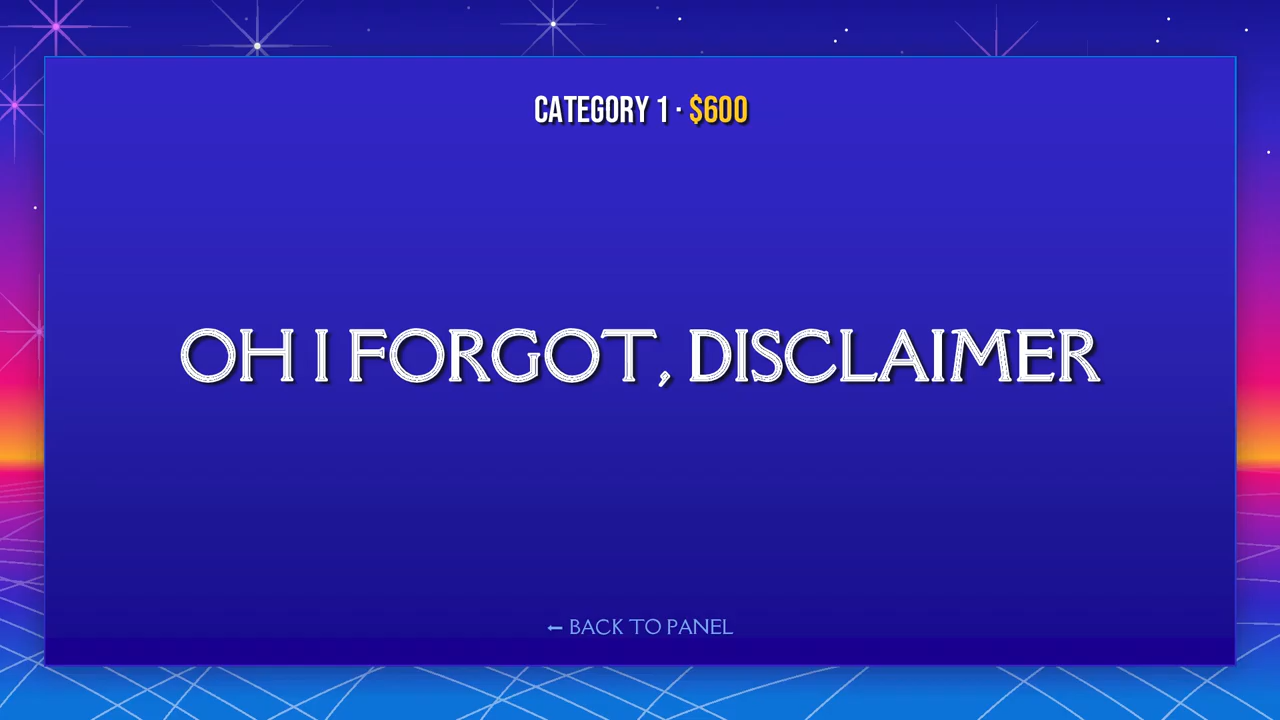 CATEGORY 1 · $600
OH I FORGOT, DISCLAIMER
← BACK TO PANEL